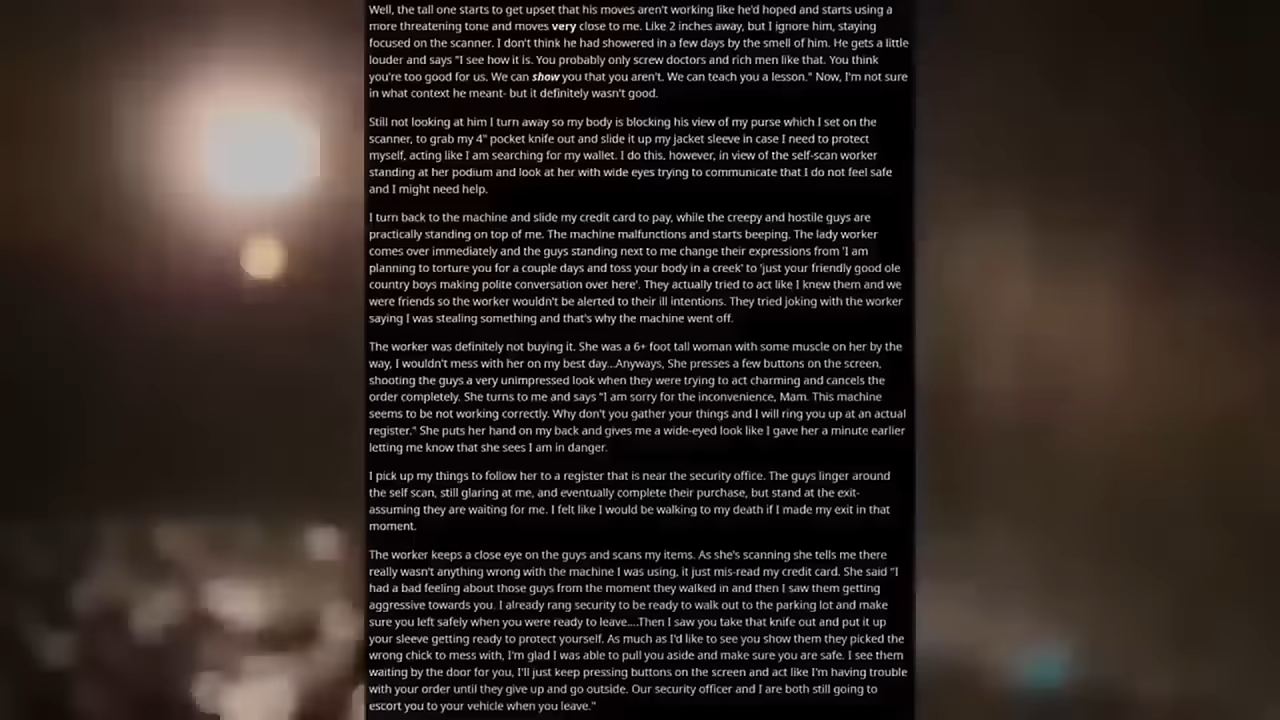 Well, the tall one starts to get upset that his moves aren't working like he'd hoped and starts using a
more threatening tone and moves very close to me. Like 2 inches away, but I ignore him, staying
focused on the scanner. I don't think he had showered in a few days by the smell of him. He gets a little
louder and says "I see how it is. You probably only screw doctors and rich men like that. You think
you're too good for us. We can show you that you aren't. We can teach you a lesson." Now, I'm not sure
in what context he meant- but it definitely wasn't good.
Still not looking at him I turn away so my body is blocking his view of my purse which I set on the
scanner, to grab my 4" pocket knife out and slide it up my jacket sleeve in case I need to protect
myself, acting like I am searching for my wallet. I do this, however, in view of the self-scan worker
standing at her podium and look at her with wide eyes trying to communicate that I do not feel safe
and I might need help.
I turn back to the machine and slide my credit card to pay, while the creepy and hostile guys are
practically standing on top of me. The machine malfunctions and starts beeping. The lady worker
comes over immediately and the guys standing next to me change their expressions from 'I am
planning to torture you for a couple days and toss your body in a creek' to 'just your friendly good ole
country boys making polite conversation over here'. They actually tried to act like I knew them and we
were friends so the worker wouldn't be alerted to their ill intentions. They tried joking with the worker
saying I was stealing something and that's why the machine went off.
The worker was definitely not buying it. She was a 6+ foot tall woman with some muscle on her by the
way, I wouldn't mess with her on my best day...Anyways, She presses a few buttons on the screen,
shooting the guys a very unimpressed look when they were trying to act charming and cancels the
order completely. She turns to me and says "I am sorry for the inconvenience, Mam. This machine
seems to be not working correctly. Why don't you gather your things and I will ring you up at an actual
register." She puts her hand on my back and gives me a wide-eyed look like I gave her a minute earlier
letting me know that she sees I am in danger.
I pick up my things to follow her to a register that is near the security office. The guys linger around
the self scan, still glaring at me, and eventually complete their purchase, but stand at the exit-
assuming they are waiting for me. I felt like I would be walking to my death if I made my exit in that
moment.
The worker keeps a close eye on the guys and scans my items. As she's scanning she tells me there
really wasn't anything wrong with the machine I was using, it just mis-read my credit card. She said "I
had a bad feeling about those guys from the moment they walked in and then I saw them getting
aggressive towards you. I already rang security to be ready to walk out to the parking lot and make
sure you left safely when you were ready to leave....Then I saw you take that knife out and put it up
your sleeve getting ready to protect yourself. As much as I'd like to see you show them they picked the
wrong chick to mess with, I'm glad I was able to pull you aside and make sure you are safe. I see them
waiting by the door for you, I'll just keep pressing buttons on the screen and act like I'm having trouble
with your order until they give up and go outside. Our security officer and I are both still going to
escort you to your vehicle when you leave."